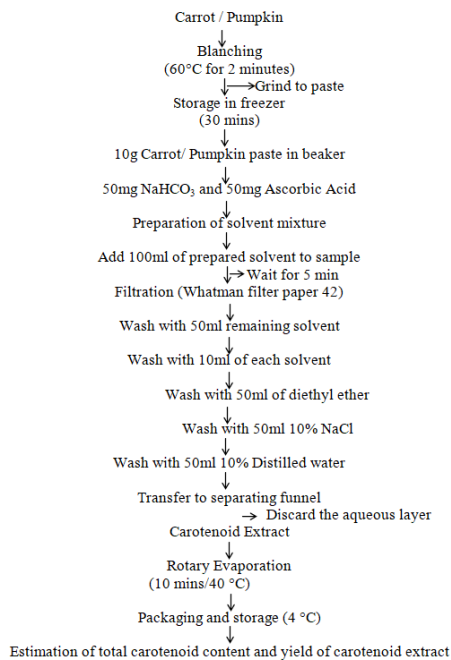 Carrot / Pumpkin
Blanching
(60°C for 2 minutes)
Grind to paste
Storage in freezer
(30 mins)
10g Carrot/ Pumpkin paste in beaker
50mg NaHCO₃ and 50mg Ascorbic Acid
Preparation of solvent mixture
Add 100ml of prepared solvent to sample
Wait for 5 min
Filtration (Whatman filter paper 42)
Wash with 50ml remaining solvent
Wash with 10ml of each solvent
Wash with 50ml of diethyl ether
Wash with 50ml 10% NaCl
Wash with 50ml 10% Distilled water
Transfer to separating funnel
Discard the aqueous layer
Carotenoid Extract
Rotary Evaporation
(10 mins/40 °C)
Packaging and storage (4 °C)
Estimation of total carotenoid content and yield of carotenoid extract